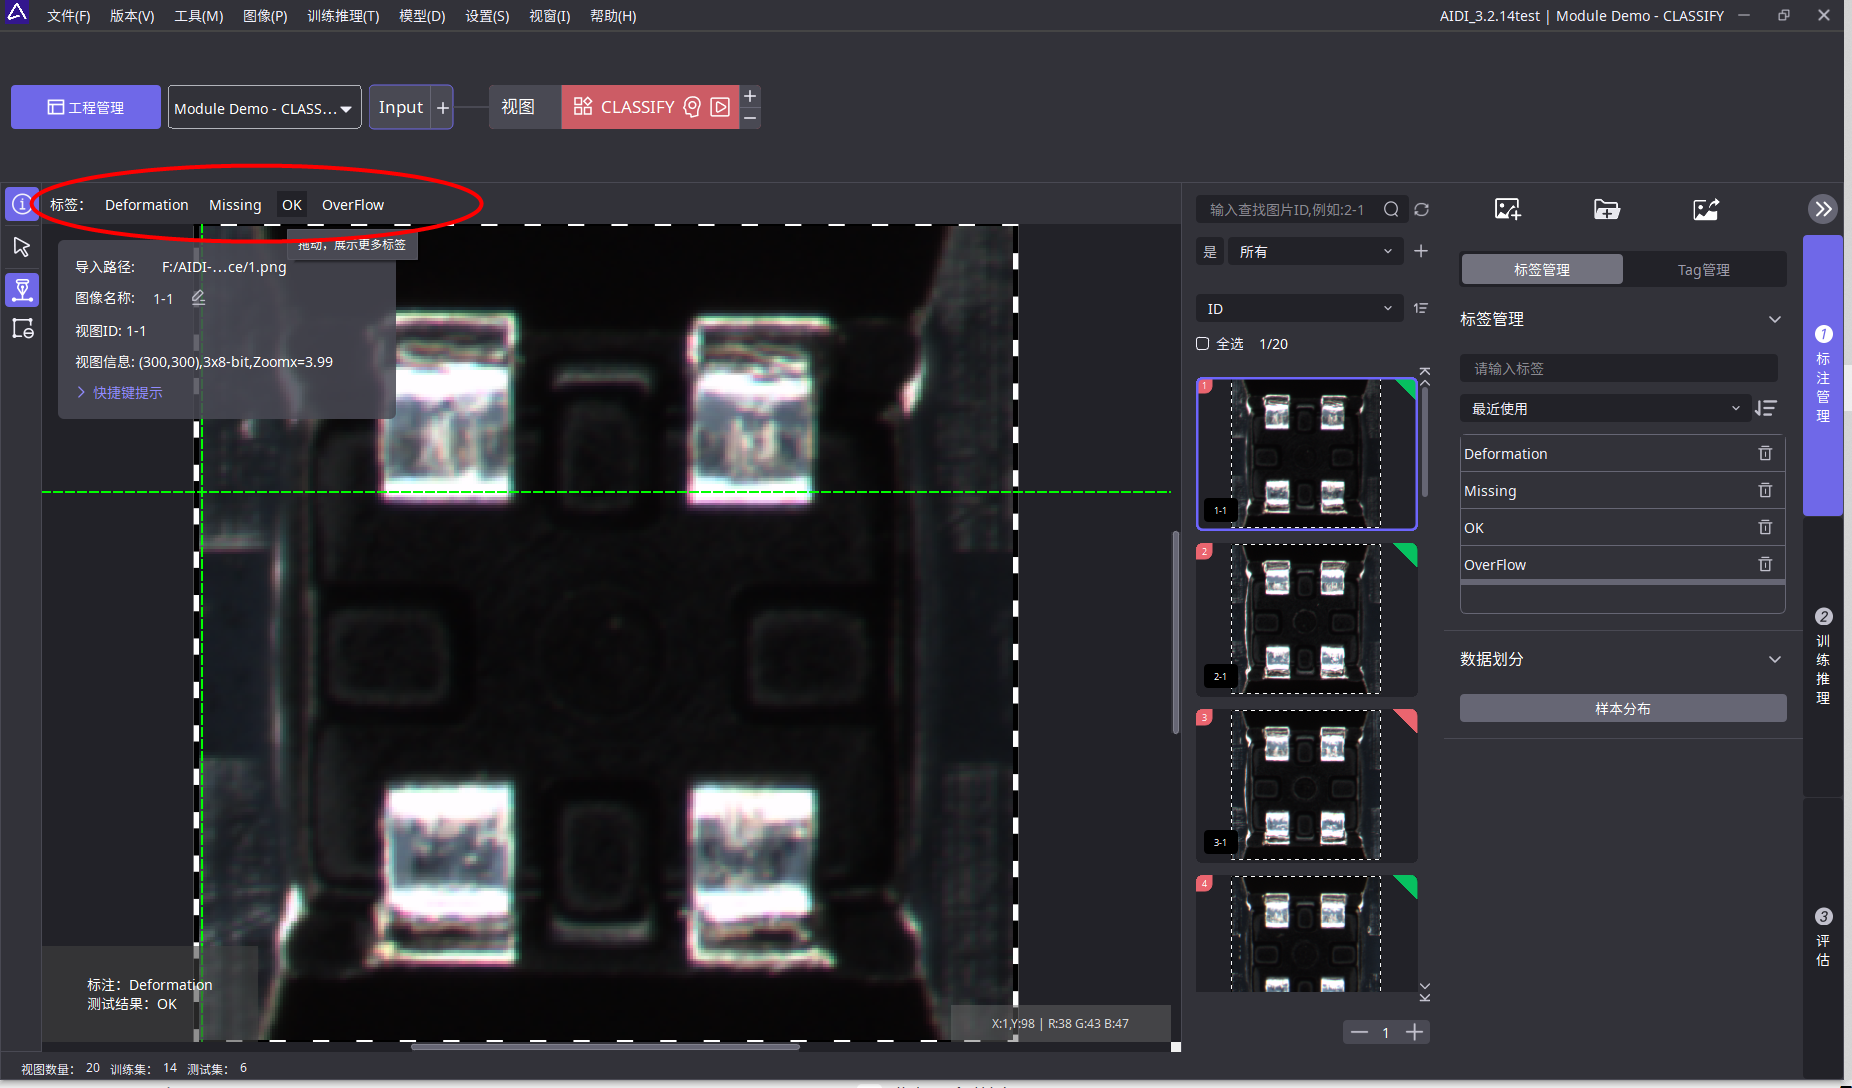 文件(F) 版本(V) 工具(M) 图像(P) 训练推理(T) 模型(D) 设置(S) 视窗(I) 帮助(H) AIDI_3.2.14test | Module Demo - CLASSIFY
工程管理 Module Demo - CLASS... Input + 视图 CLASSIFY
标签： Deformation Missing OK OverFlow
拖动，展示更多标签
导入路径： F:/AIDI-...ce/1.png
图像名称： 1-1
视图ID: 1-1
视图信息: (300,300),3x8-bit,Zoomx=3.99
快捷键提示
标注：Deformation
测试结果：OK
X:1,Y:98 | R:38 G:43 B:47
视图数量： 20 训练集： 14 测试集： 6
输入查找图片ID,例如:2-1
是 所有
ID
全选 1/20
1
1-1
2
2-1
3
3-1
4
1
标签管理 Tag管理
标签管理
请输入标签
最近使用
Deformation
Missing
OK
OverFlow
数据划分
样本分布
1
标注管理
2
训练推理
3
评估